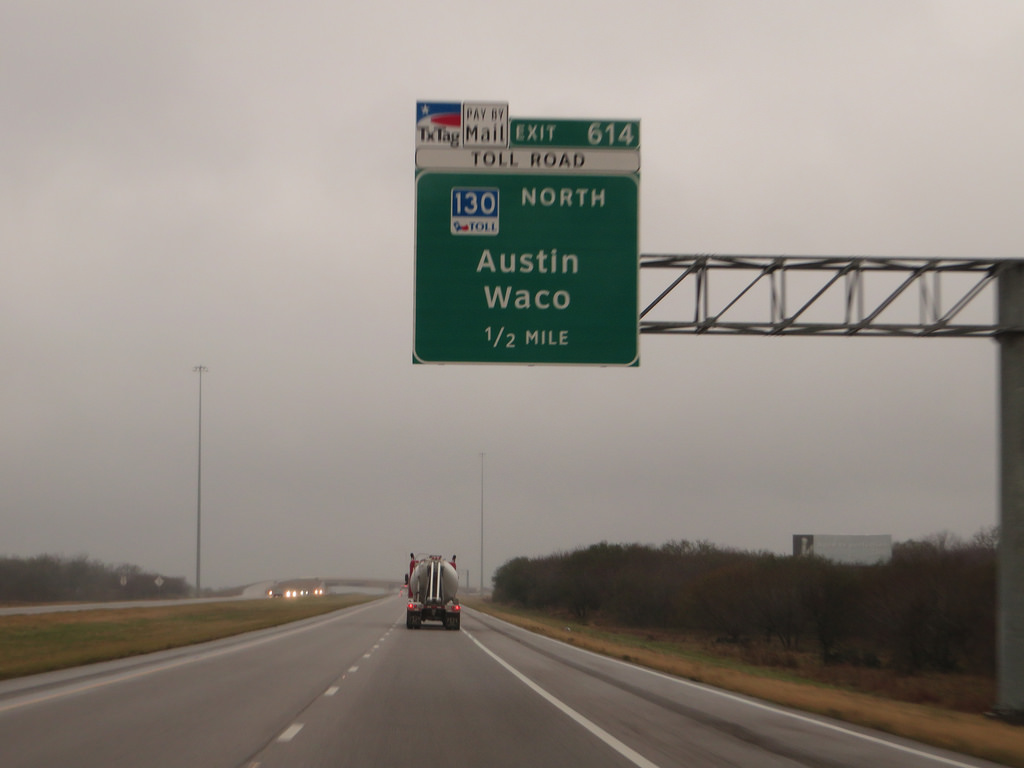 TxTag
PAY BY
Mail
EXIT 614
TOLL ROAD
130 NORTH
TOLL
Austin
Waco
1/2 MILE